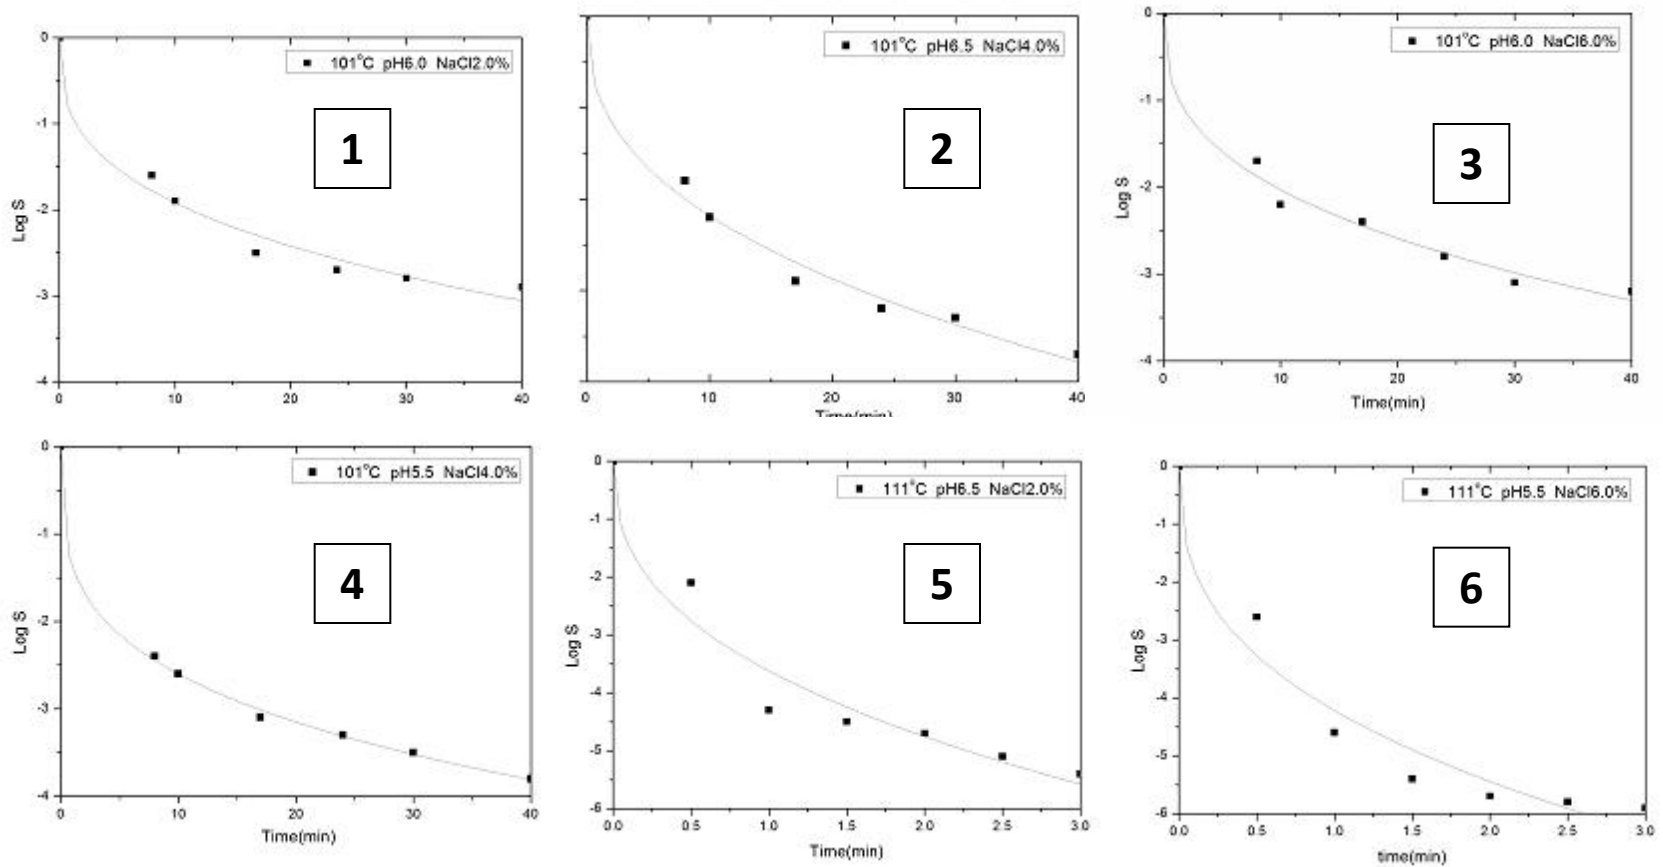 101°C pH6.0 NaCl2.0%
1
Log S
0
-1
-2
-3
-4
0 10 20 30 40
101°C pH6.5 NaCl4.0%
2
0 10 20 30 40
Time(min)
101°C pH6.0 NaCl6.0%
3
Log S
0
-1
-2
-3
-4
0 10 20 30 40
Time(min)
101°C pH5.5 NaCl4.0%
4
Log S
0
-1
-2
-3
-4
0 10 20 30 40
Time(min)
111°C pH6.5 NaCl2.0%
5
Log S
0
-1
-2
-3
-4
-5
-6
0.0 0.5 1.0 1.5 2.0 2.5 3.0
Time(min)
111°C pH5.5 NaCl6.0%
6
Log S
0
-1
-2
-3
-4
-5
-6
0.0 0.5 1.0 1.5 2.0 2.5 3.0
time(min)